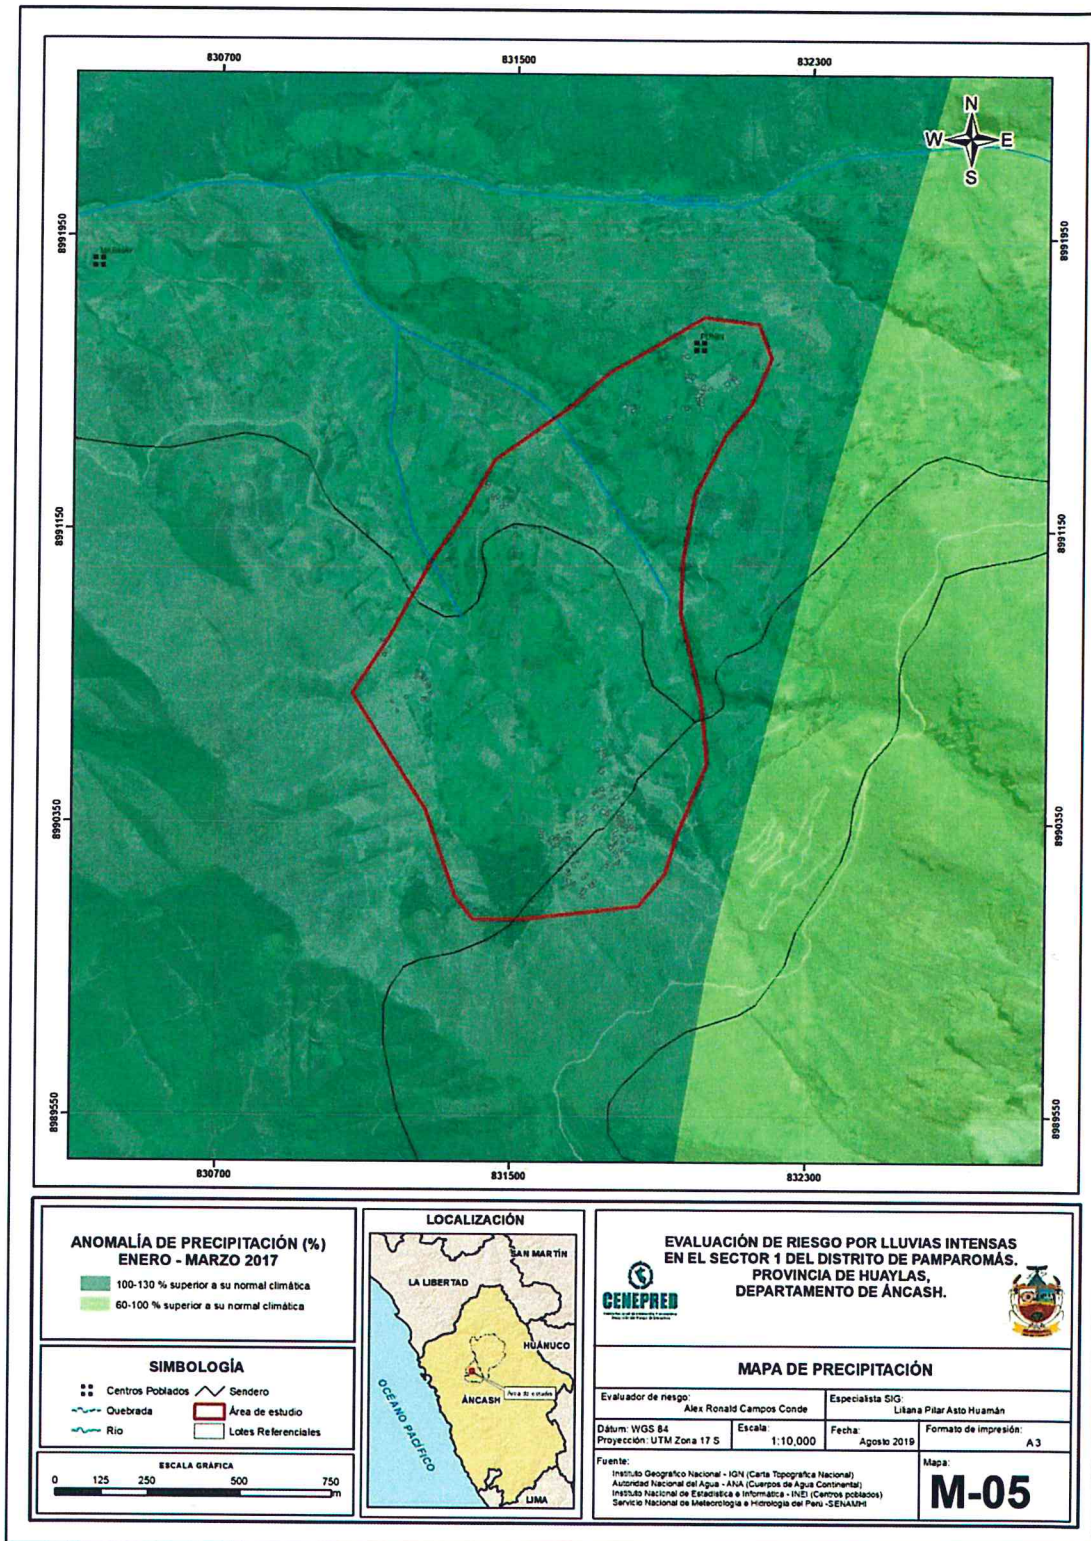 830700
831500
832300
N
W
E
S
8991950
8991950
8991150
8991150
8990350
8990350
8989550
8989550
830700
831500
832300
ANOMALÍA DE PRECIPITACIÓN (%)
ENERO - MARZO 2017
100-130 % superior a su normal climática
60-100 % superior a su normal climática
SIMBOLOGÍA
Centros Poblados
Sendero
Quebrada
Área de estudio
Río
Lotes Referenciales
ESCALA GRÁFICA
0 125 250 500 750
m
LOCALIZACIÓN
SAN MARTÍN
LA LIBERTAD
HUÁNUCO
Área de estudio
ÁNCASH
OCÉANO PACÍFICO
LIMA
CENEPRED
EVALUACIÓN DE RIESGO POR LLUVIAS INTENSAS
EN EL SECTOR 1 DEL DISTRITO DE PAMPAROMÁS.
PROVINCIA DE HUAYLAS,
DEPARTAMENTO DE ÁNCASH.
MAPA DE PRECIPITACIÓN
Evaluador de riesgo:
Alex Ronald Campos Conde
Especialista SIG:
Liliana Pilar Asto Huamán
Dátum: WGS 84
Proyección: UTM Zona 17 S
Escala:
1:10,000
Fecha:
Agosto 2019
Formato de impresión:
A3
Fuente:
Instituto Geográfico Nacional - IGN (Carta Topográfica Nacional)
Autoridad Nacional del Agua - ANA (Cuerpos de Agua Continental)
Instituto Nacional de Estadística e Informática - INEI (Centros poblados)
Servicio Nacional de Meteorología e Hidrología del Perú -SENAMHI
Mapa:
M-05